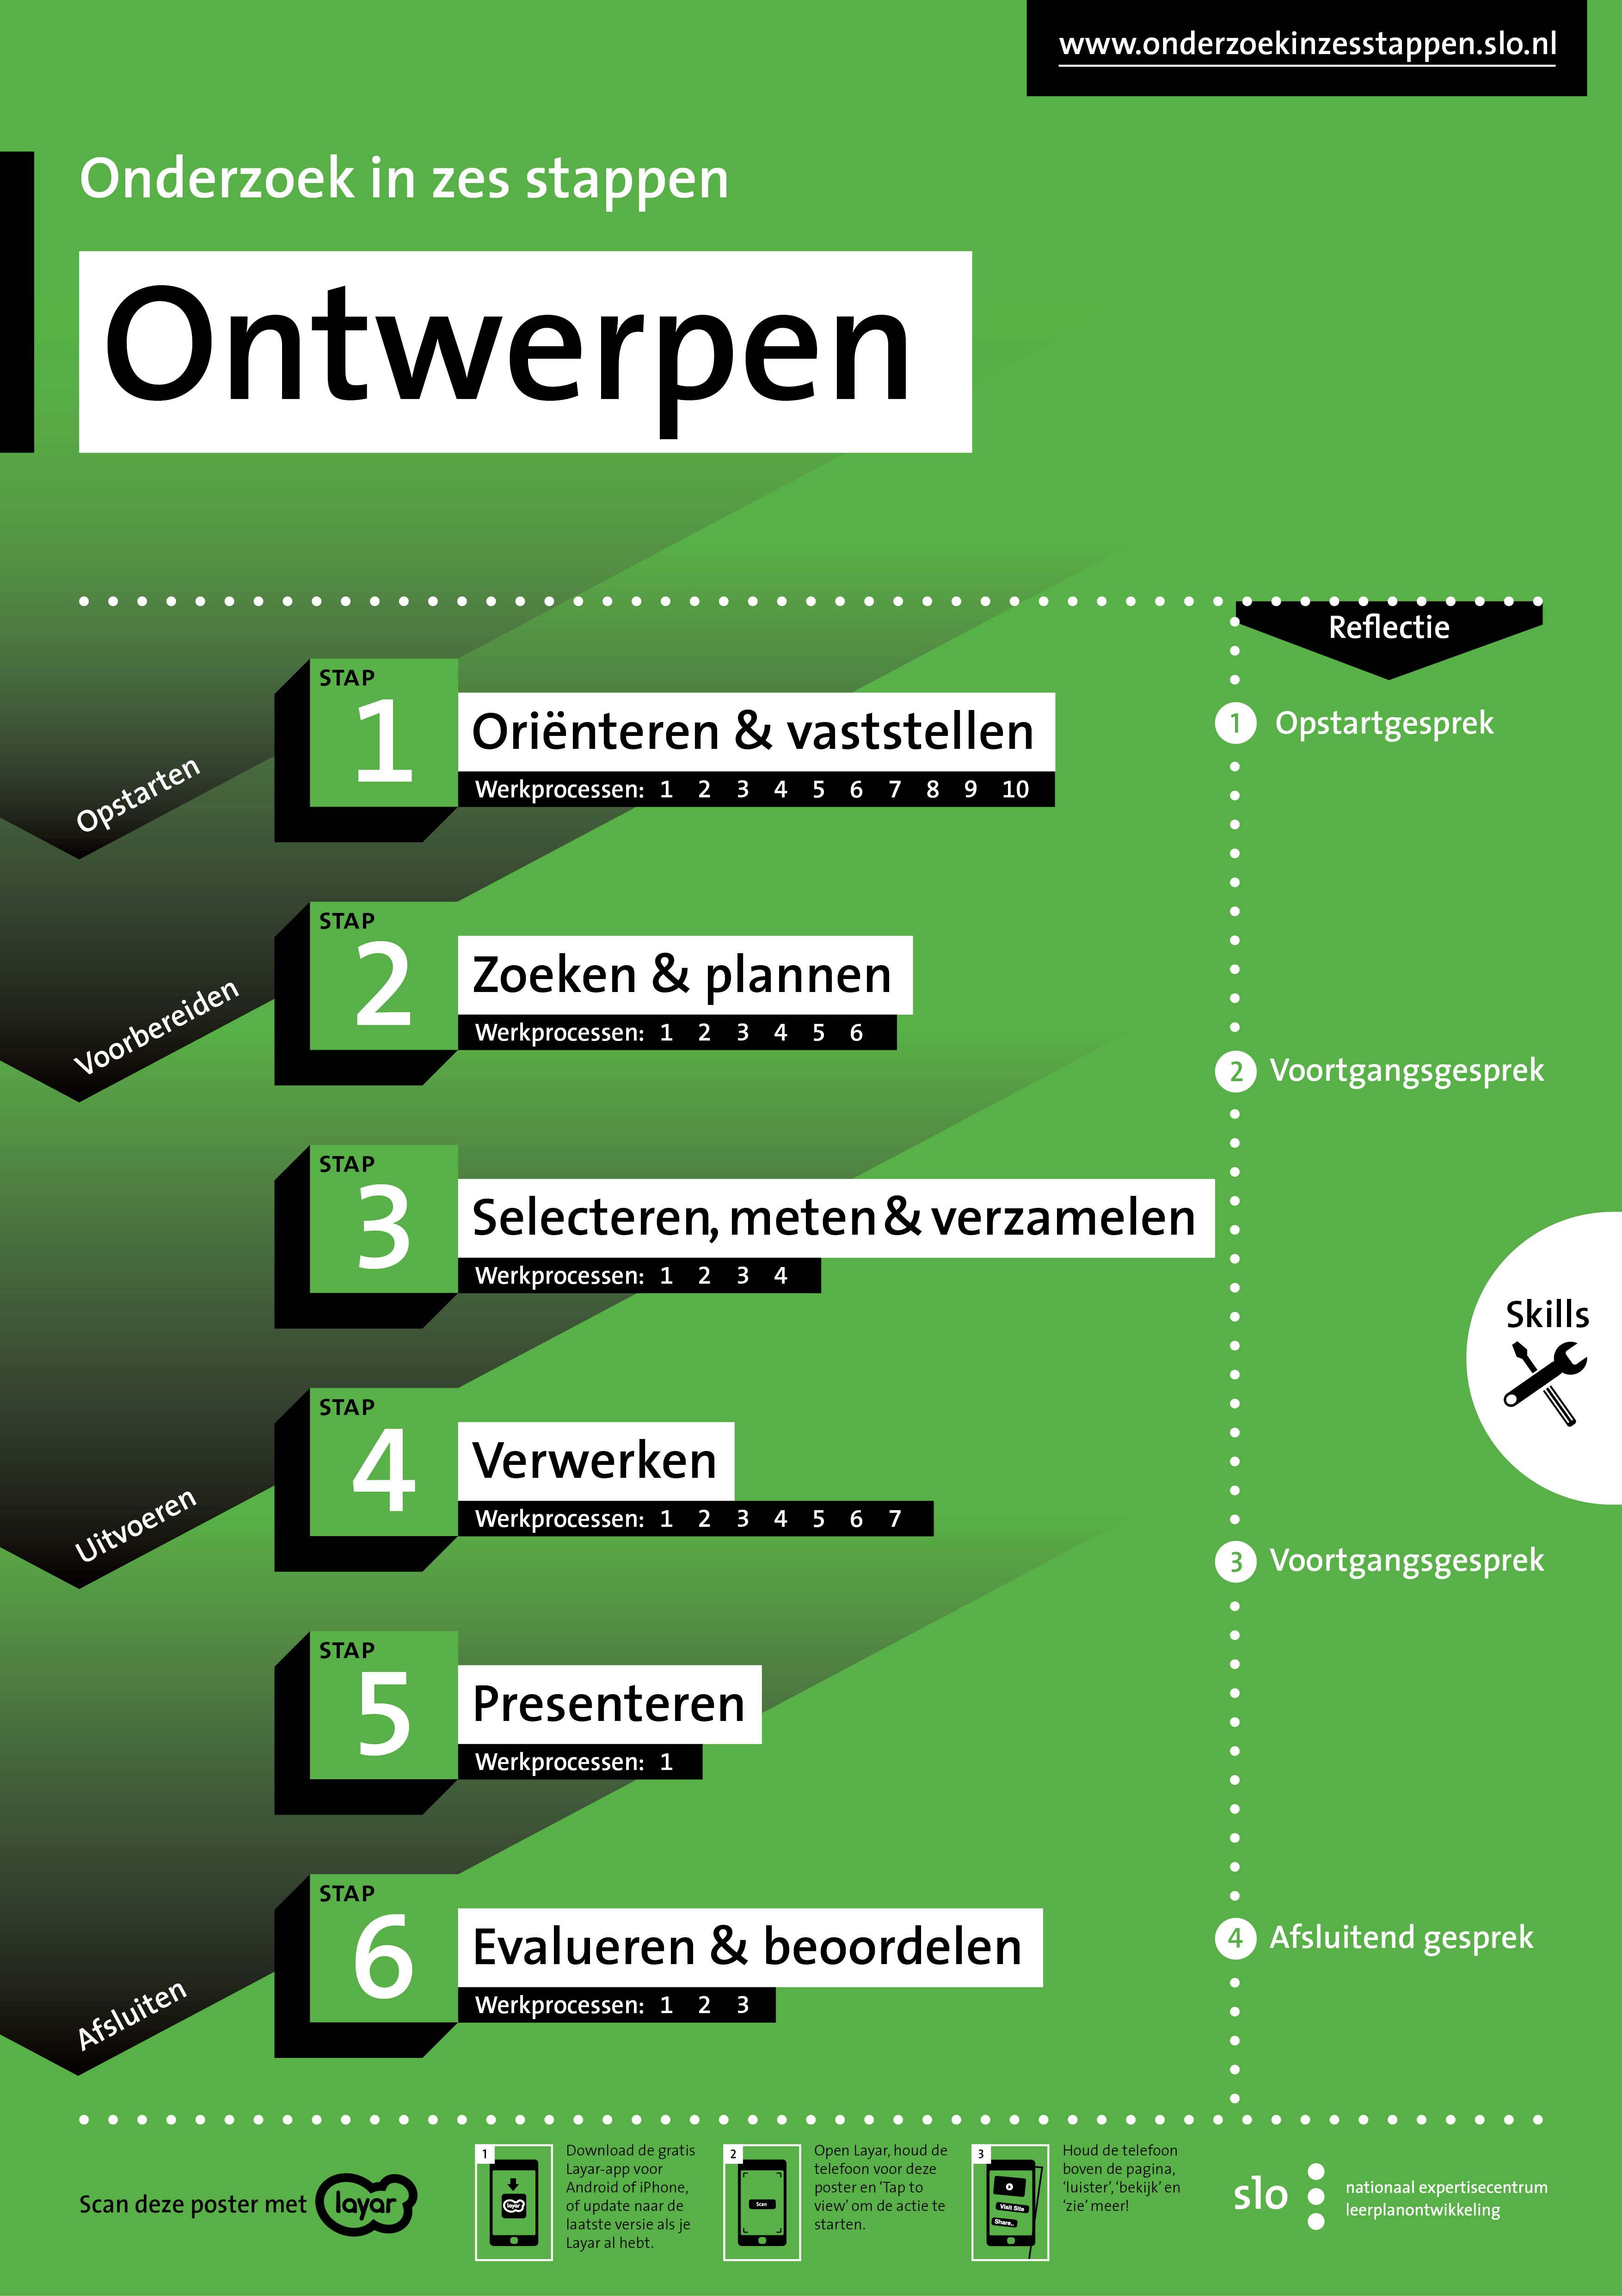 www.onderzoekinzesstappen.slo.nl
Onderzoek in zes stappen
Ontwerpen
Reflectie
STAP
1
Oriënteren & vaststellen
Werkprocessen: 1 2 3 4 5 6 7 8 9 10
1 Opstartgesprek
Opstarten
STAP
2
Zoeken & plannen
Werkprocessen: 1 2 3 4 5 6
2 Voortgangsgesprek
Voorbereiden
STAP
3
Selecteren, meten & verzamelen
Werkprocessen: 1 2 3 4
Skills
STAP
4
Verwerken
Werkprocessen: 1 2 3 4 5 6 7
3 Voortgangsgesprek
Uitvoeren
STAP
5
Presenteren
Werkprocessen: 1
STAP
6
Evalueren & beoordelen
Werkprocessen: 1 2 3
4 Afsluitend gesprek
Afsluiten
Scan deze poster met layar
1
layar
Download de gratis
Layar-app voor
Android of iPhone,
of update naar de
laatste versie als je
Layar al hebt.
2
Scan
Open Layar, houd de
telefoon voor deze
poster en ‘Tap to
view’ om de actie te
starten.
3
Visit Site
Share..
Houd de telefoon
boven de pagina,
‘luister’, ‘bekijk’ en
‘zie’ meer!
slo
nationaal expertisecentrum
leerplanontwikkeling